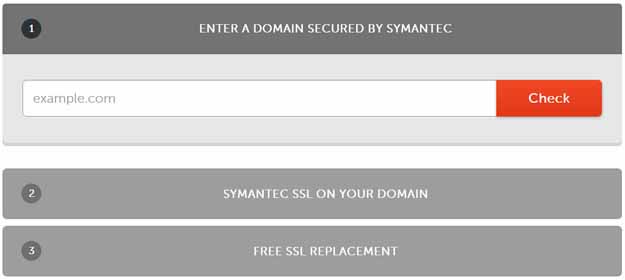 1 ENTER A DOMAIN SECURED BY SYMANTEC
example.com Check
2 SYMANTEC SSL ON YOUR DOMAIN
3 FREE SSL REPLACEMENT